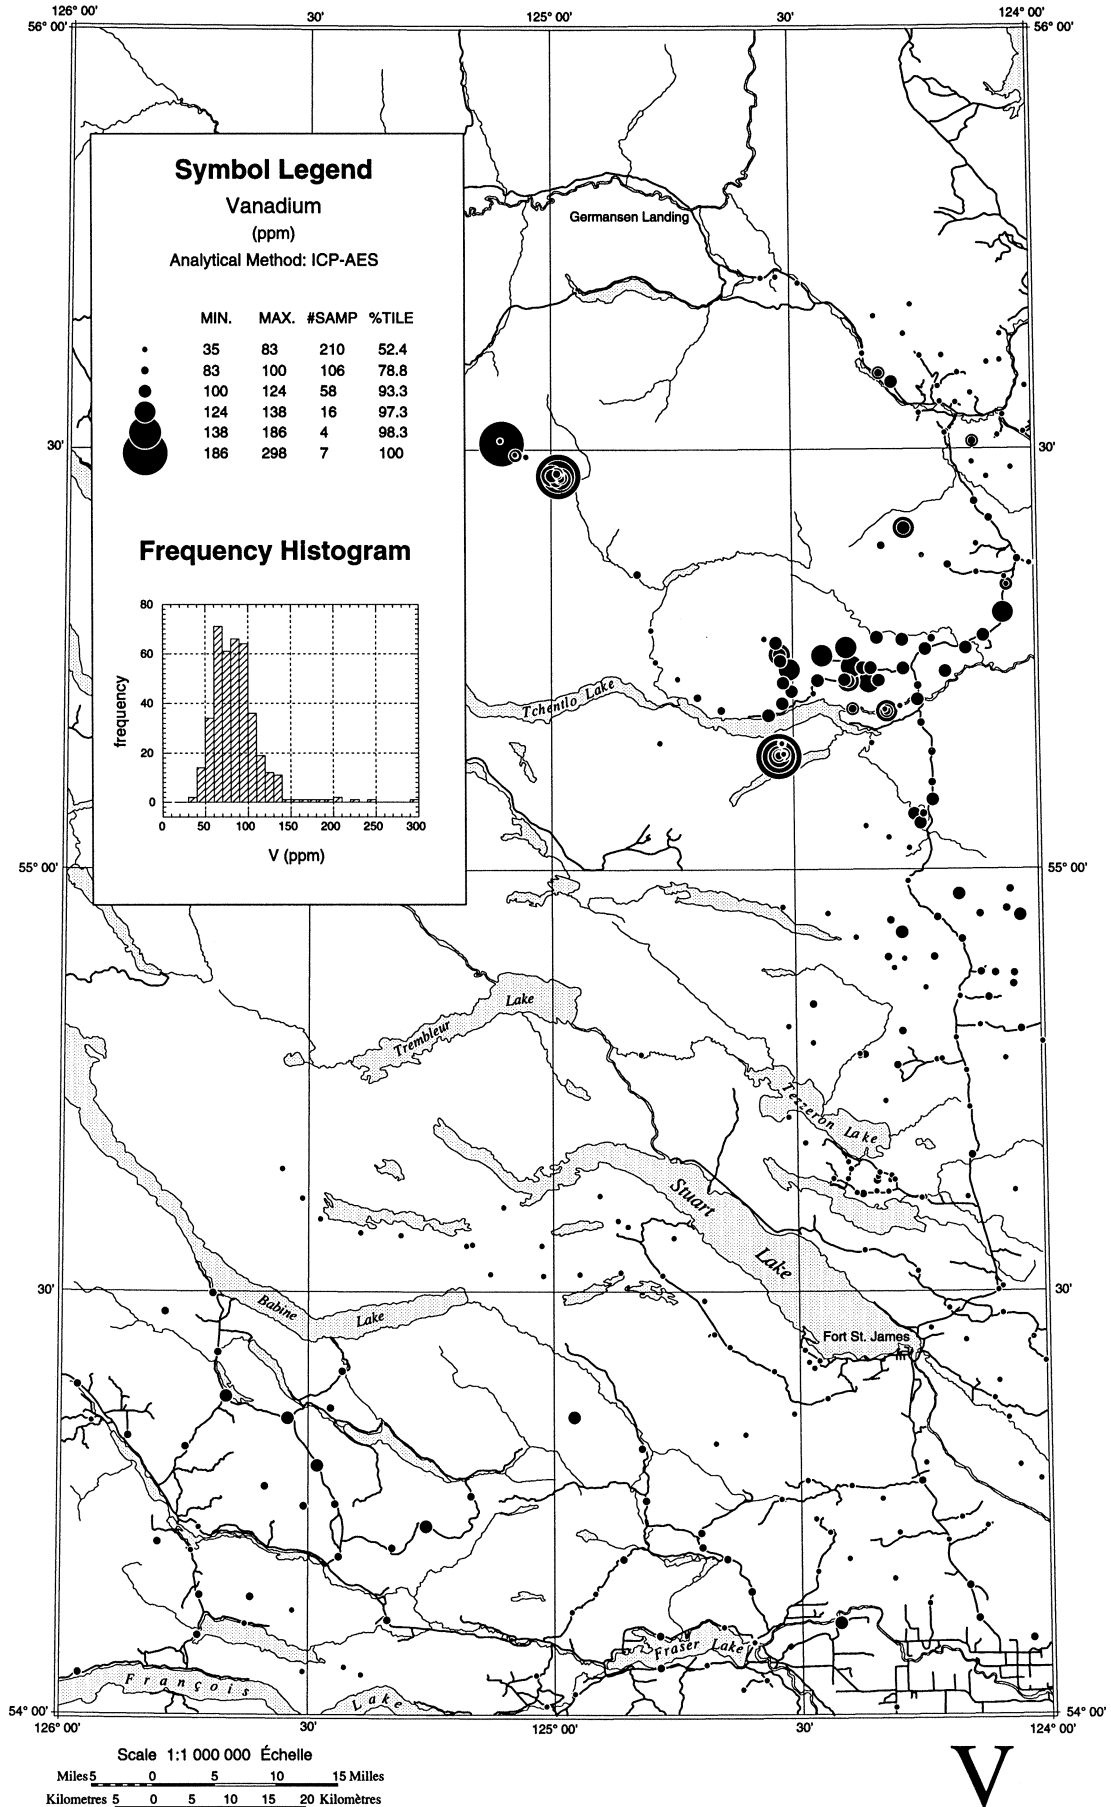 126° 00' 30' 125° 00' 30' 124° 00'
56° 00' 56° 00'
Symbol Legend
Vanadium
(ppm)
Analytical Method: ICP-AES
MIN. MAX. #SAMP %TILE
35 83 210 52.4
83 100 106 78.8
100 124 58 93.3
124 138 16 97.3
138 186 4 98.3
186 298 7 100
Germansen Landing
30' 30'
Frequency Histogram
80
60
40
20
0
frequency
0 50 100 150 200 250 300
V (ppm)
Tchentlo Lake
55° 00' 55° 00'
Trembleur Lake
Tezzeron Lake
Stuart Lake
30' 30'
Babine Lake
Fort St. James
Fraser Lake
François Lake
54° 00' 54° 00'
126° 00' 30' 125° 00' 30' 124° 00'
Scale 1:1 000 000 Échelle
Miles 5 0 5 10 15 Milles
Kilometres 5 0 5 10 15 20 Kilomètres
V